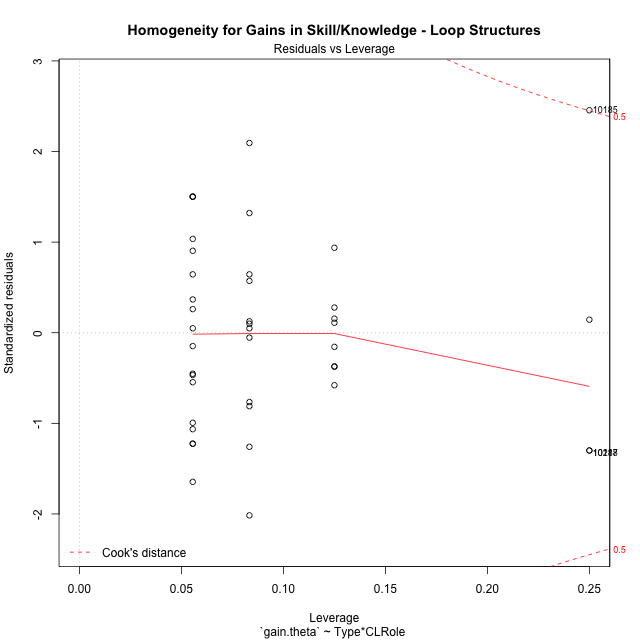 Homogeneity for Gains in Skill/Knowledge - Loop Structures
Residuals vs Leverage
3
2
1
0
-1
-2
Standardized residuals
10185
0.5
0.5
Cook's distance
0.00
0.05
0.10
0.15
0.20
0.25
Leverage
`gain.theta` ~ Type*CLRole